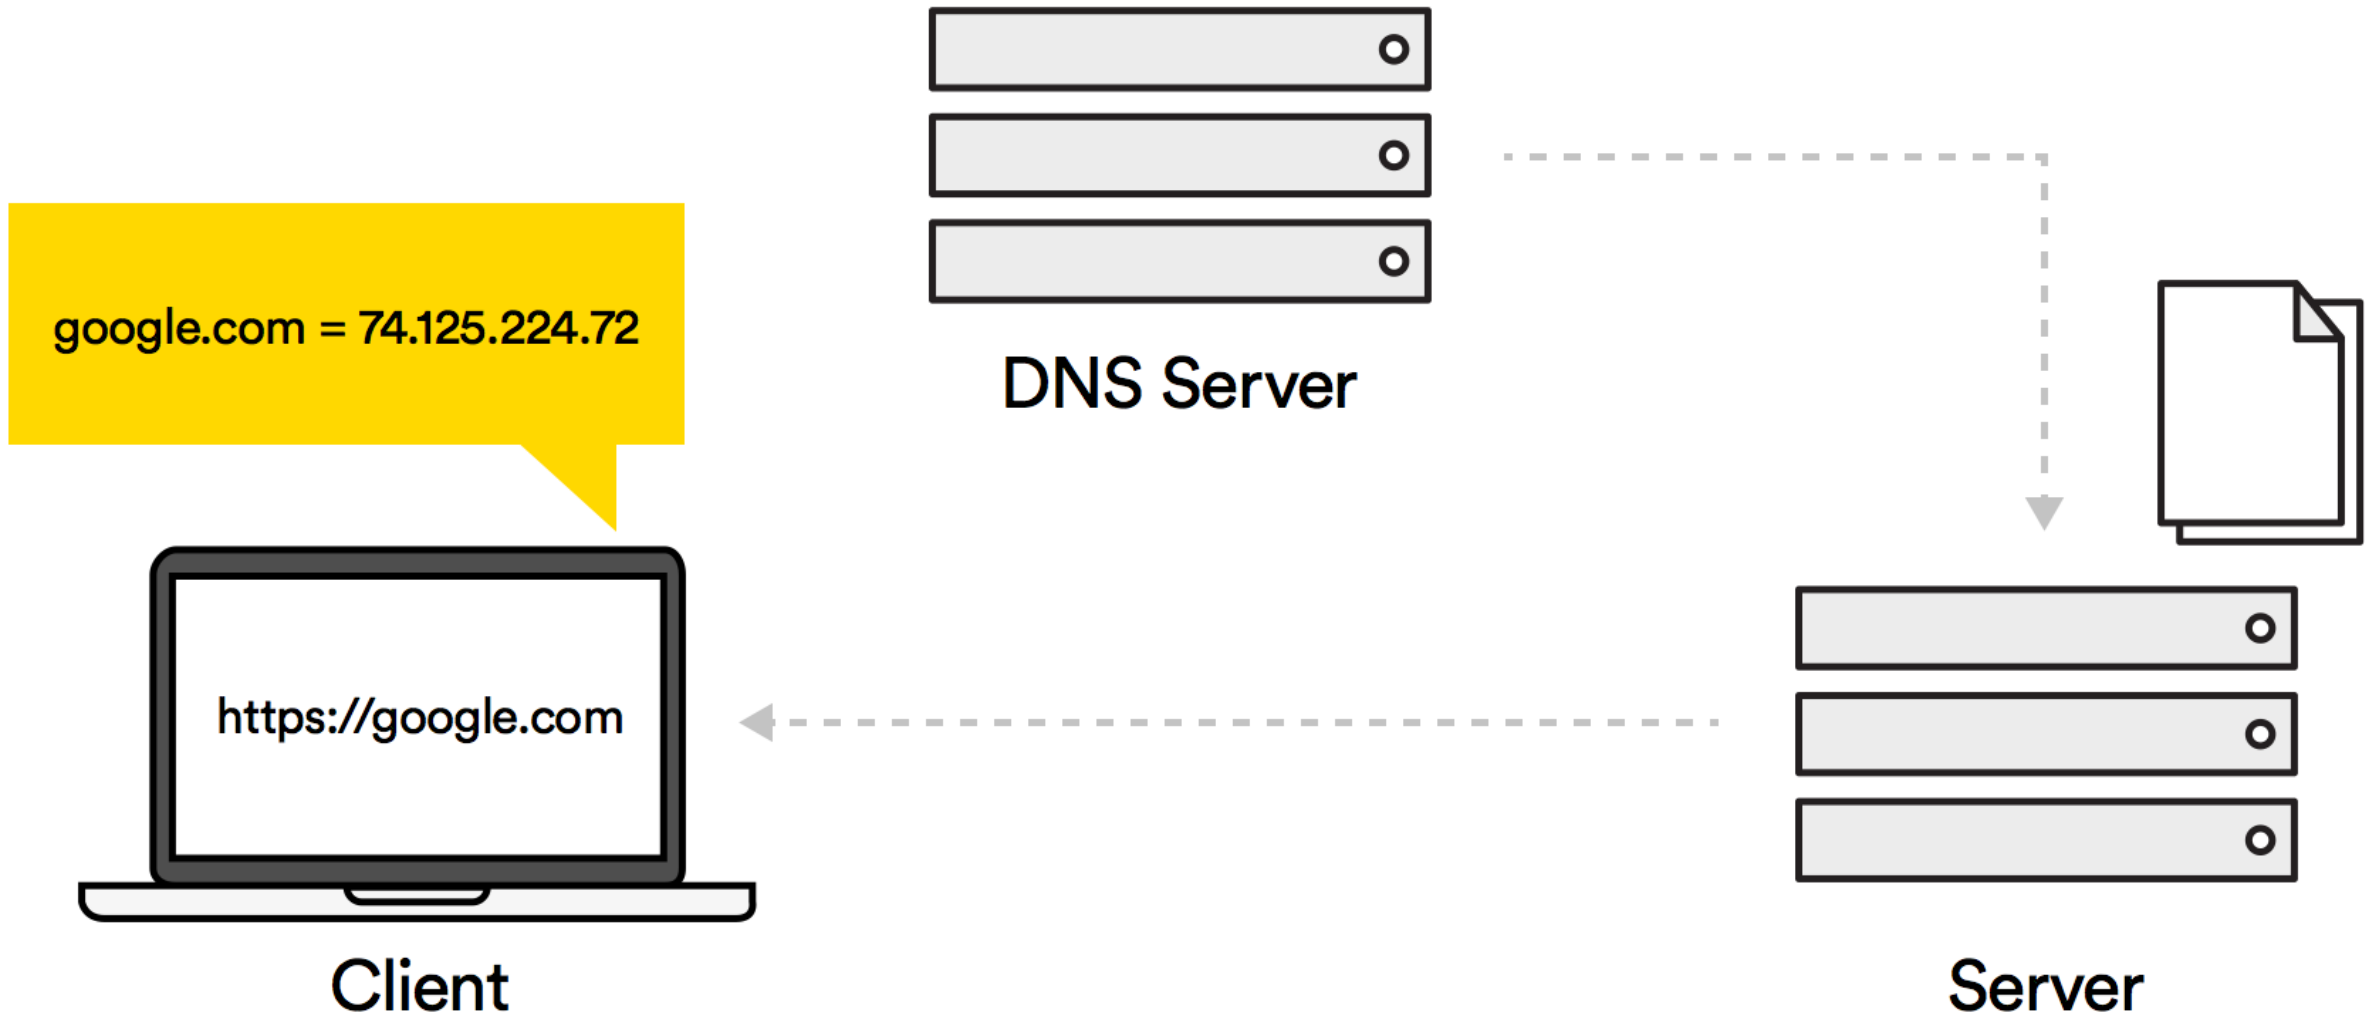 google.com = 74.125.224.72
DNS Server
https://google.com
Client
Server